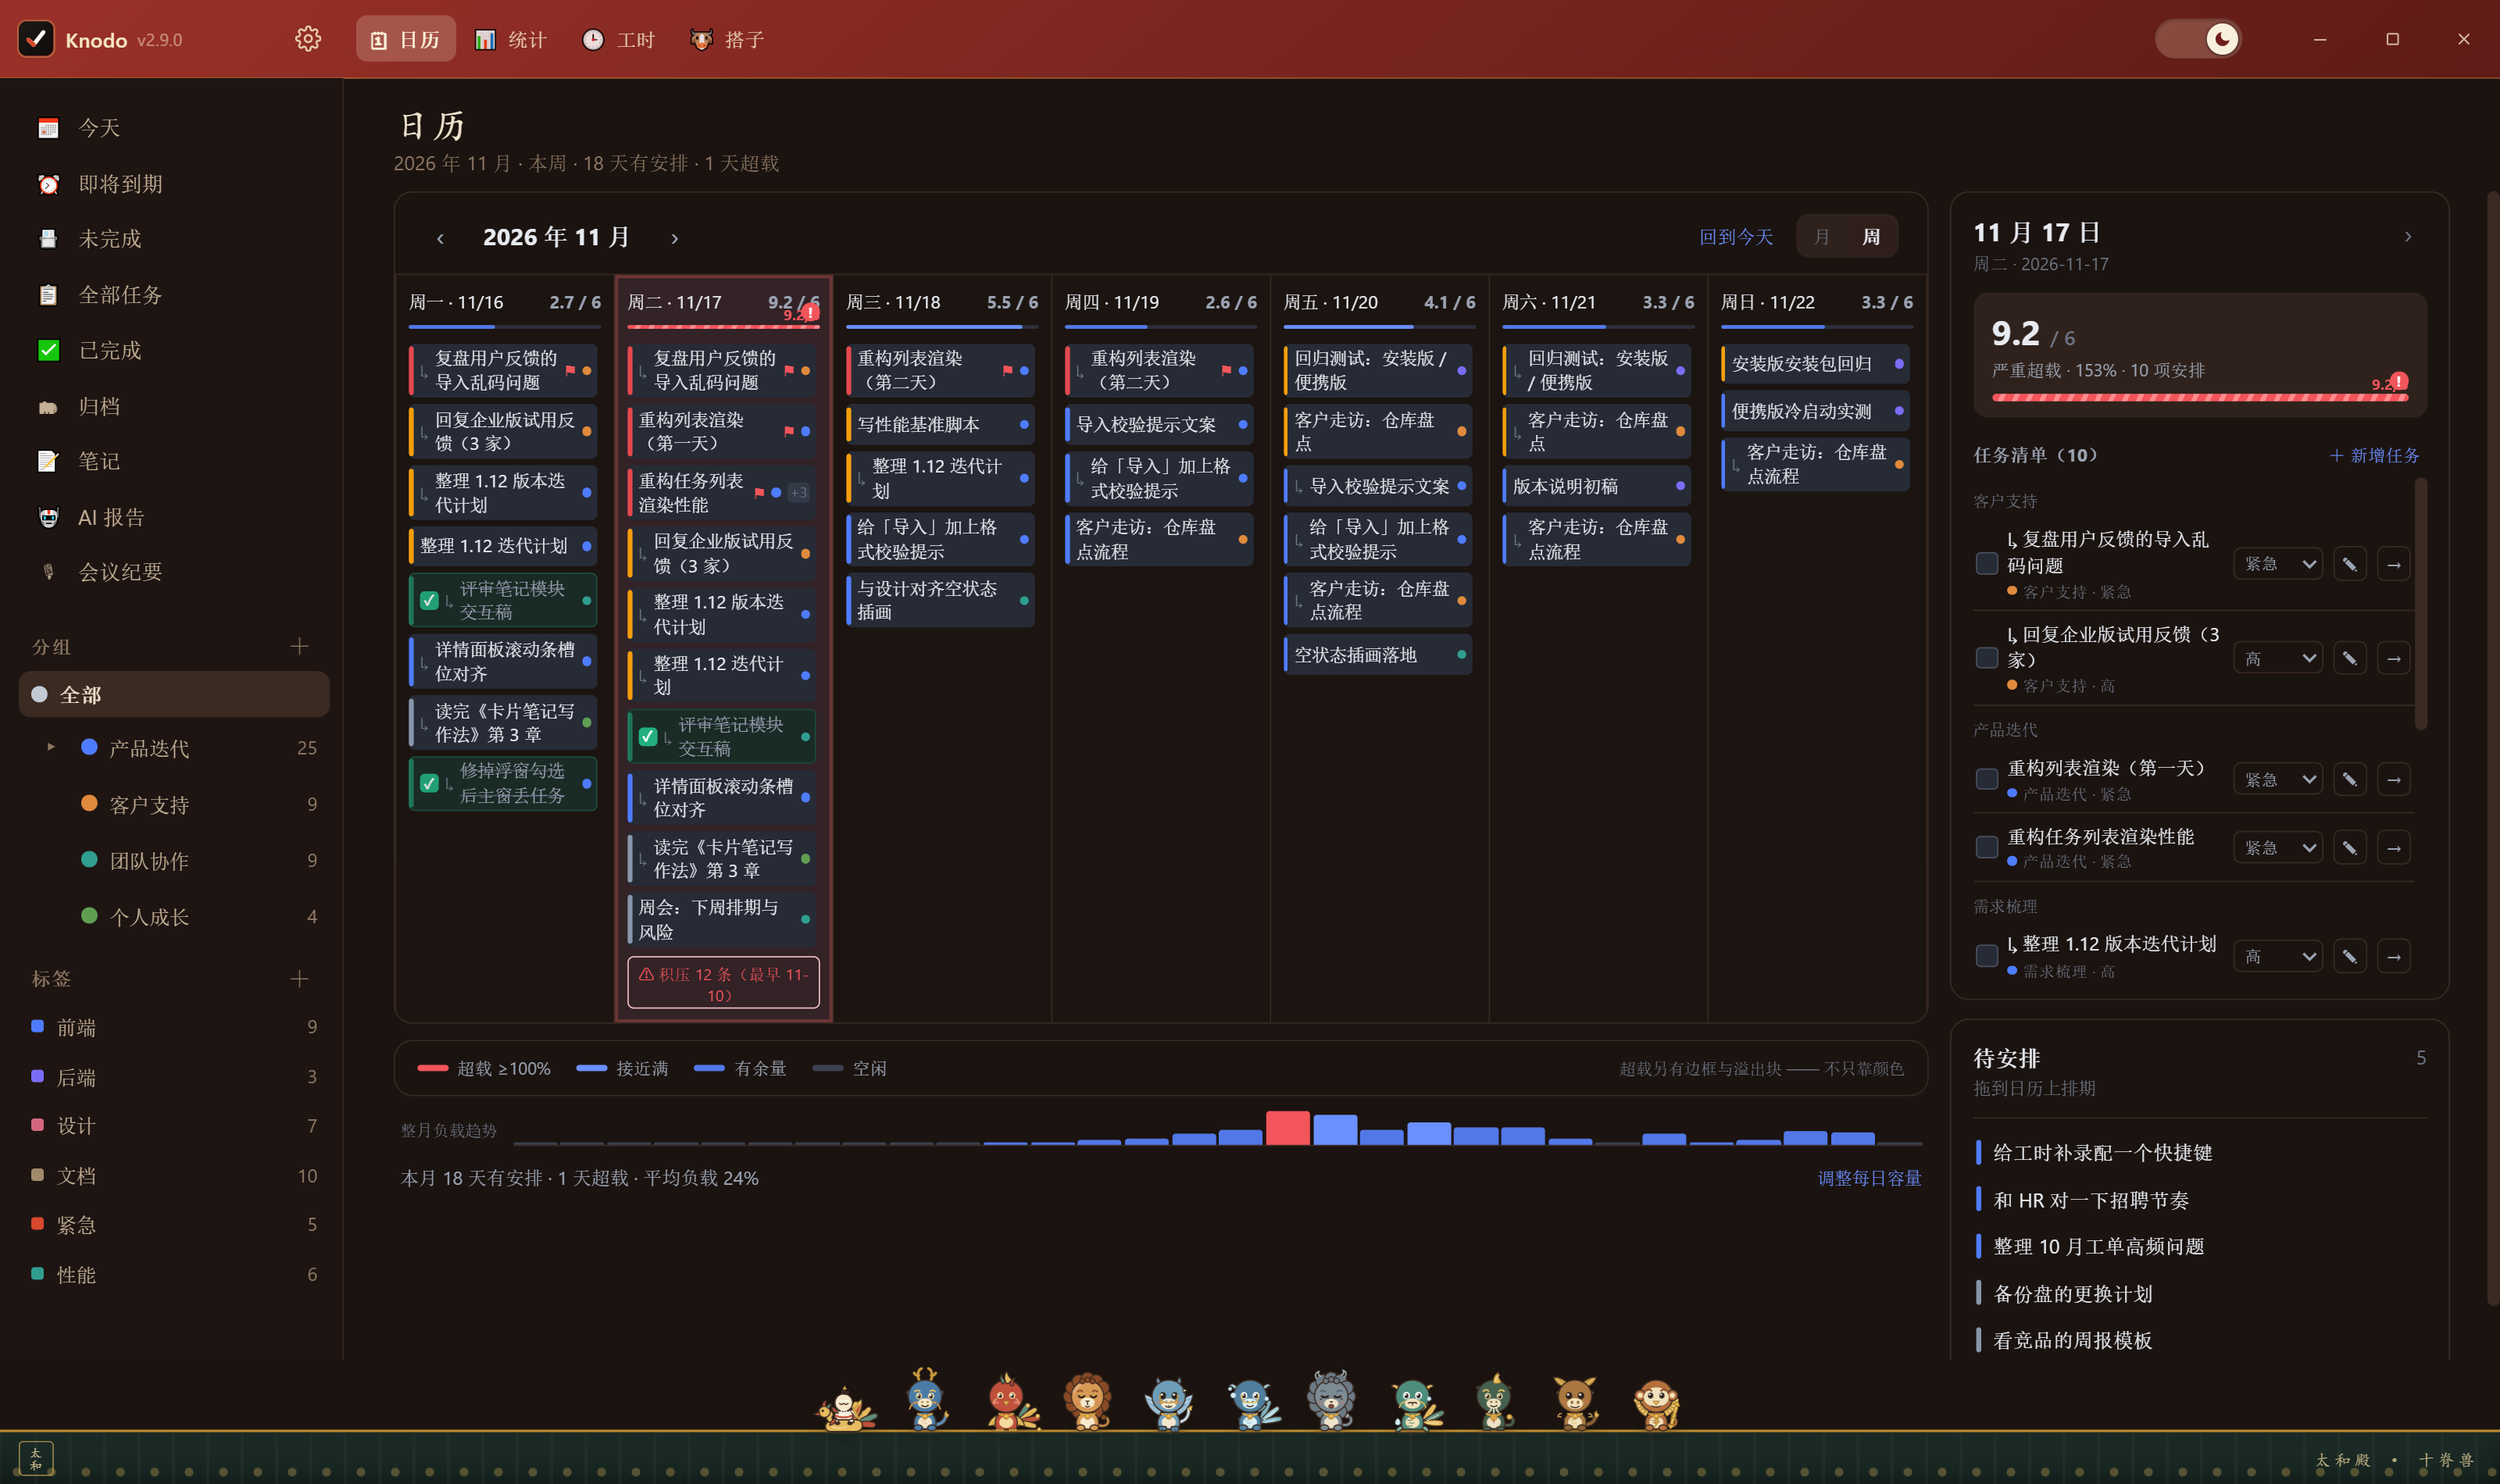 Knodo v2.9.0
日历
统计
工时
搭子
今天
即将到期
未完成
全部任务
已完成
归档
笔记
AI 报告
会议纪要
分组
全部
产品迭代 25
客户支持 9
团队协作 9
个人成长 4
标签
前端 9
后端 3
设计 7
文档 10
紧急 5
性能 6
日历
2026 年 11 月 · 本周 · 18 天有安排 · 1 天超载
2026 年 11 月
回到今天
月
周
周一 · 11/16 2.7 / 6
复盘用户反馈的
导入乱码问题
回复企业版试用反
馈（3 家）
整理 1.12 版本迭
代计划
整理 1.12 迭代计划
评审笔记模块
交互稿
详情面板滚动条槽
位对齐
读完《卡片笔记写
作法》第 3 章
修掉浮窗勾选
后主窗丢任务
周二 · 11/17 9.2 / 6
复盘用户反馈的
导入乱码问题
重构列表渲染
（第一天）
重构任务列表
渲染性能 +3
回复企业版试用反
馈（3 家）
整理 1.12 版本迭
代计划
整理 1.12 迭代计
划
评审笔记模块
交互稿
详情面板滚动条槽
位对齐
读完《卡片笔记写
作法》第 3 章
周会：下周排期与
风险
⚠ 积压 12 条（最早 11-
10）
周三 · 11/18 5.5 / 6
重构列表渲染
（第二天）
写性能基准脚本
整理 1.12 迭代计
划
给「导入」加上格
式校验提示
与设计对齐空状态
插画
周四 · 11/19 2.6 / 6
重构列表渲染
（第二天）
导入校验提示文案
给「导入」加上格
式校验提示
客户走访：仓库盘
点流程
周五 · 11/20 4.1 / 6
回归测试：安装版 /
便携版
客户走访：仓库盘
点
导入校验提示文案
给「导入」加上格
式校验提示
客户走访：仓库盘
点流程
空状态插画落地
周六 · 11/21 3.3 / 6
回归测试：安装版
/ 便携版
客户走访：仓库盘
点
版本说明初稿
客户走访：仓库盘
点流程
周日 · 11/22 3.3 / 6
安装版安装包回归
便携版冷启动实测
客户走访：仓库盘
点流程
超载 ≥100%
接近满
有余量
空闲
超载另有边框与溢出块 —— 不只靠颜色
整月负载趋势
本月 18 天有安排 · 1 天超载 · 平均负载 24%
调整每日容量
11 月 17 日
周二 · 2026-11-17
9.2 / 6
严重超载 · 153% · 10 项安排
任务清单（10）
＋ 新增任务
客户支持
↳ 复盘用户反馈的导入乱
码问题
客户支持 · 紧急
紧急
↳ 回复企业版试用反馈（3
家）
客户支持 · 高
高
产品迭代
重构列表渲染（第一天）
产品迭代 · 紧急
紧急
重构任务列表渲染性能
产品迭代 · 紧急
紧急
需求梳理
↳ 整理 1.12 版本迭代计划
需求梳理 · 高
高
待安排 5
拖到日历上排期
给工时补录配一个快捷键
和 HR 对一下招聘节奏
整理 10 月工单高频问题
备份盘的更换计划
看竞品的周报模板
太和
太和殿 · 十脊兽